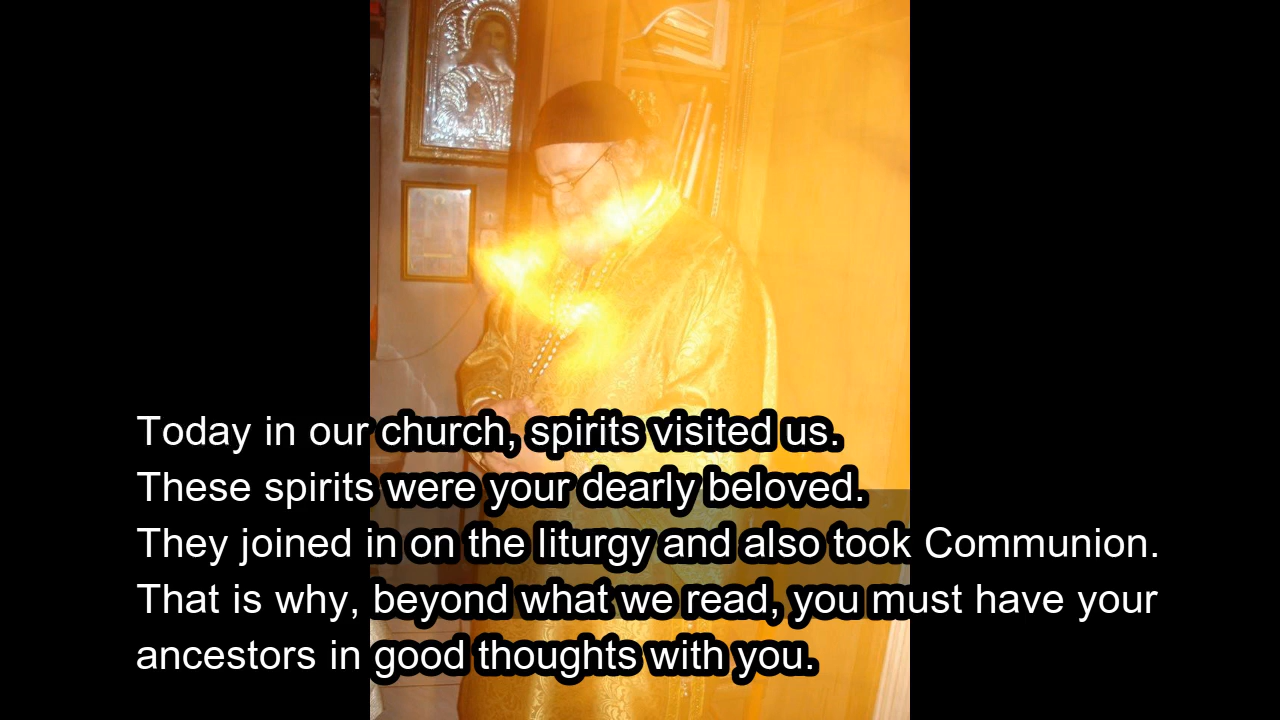 Today in our church, spirits visited us.
These spirits were your dearly beloved.
They joined in on the liturgy and also took Communion.
That is why, beyond what we read, you must have your
ancestors in good thoughts with you.